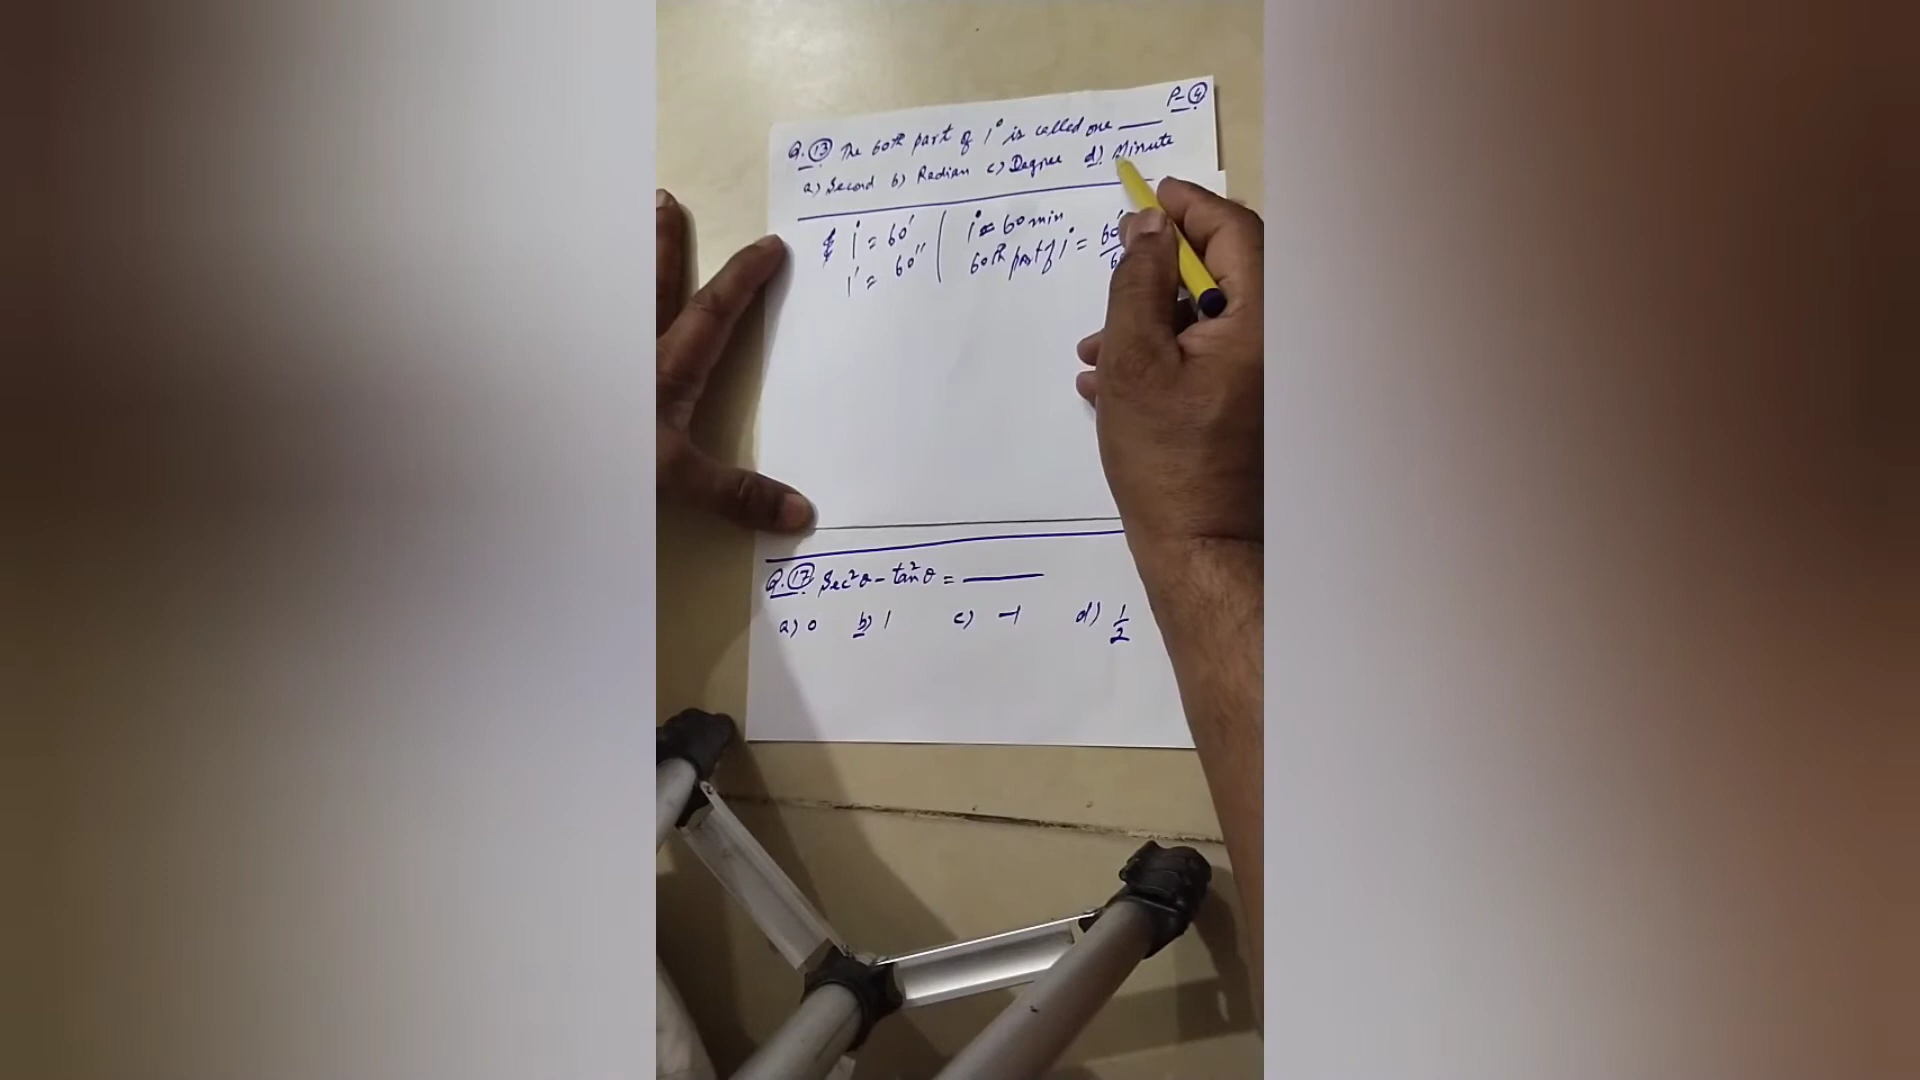 P-④
Q.⑬ The 60th part of 1° is called one ____
a) Second b) Radian c) Degree d) Minute
1° = 60' | 1° = 60 min
1' = 60'' | 60th part of 1° = 60'/
Q.⑰ Sec²θ - tan²θ = ____
a) 0 b) 1 c) -1 d) 1/2